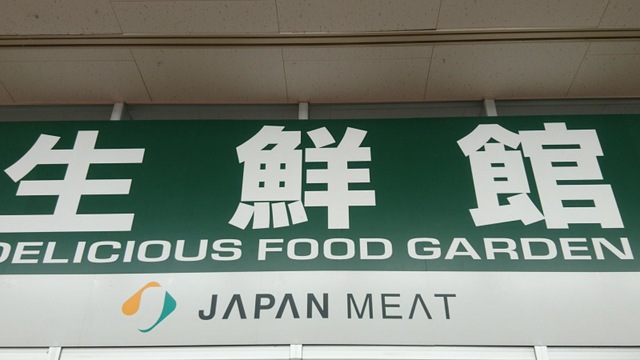 生鮮館
DELICIOUS FOOD GARDEN
JAPAN MEAT